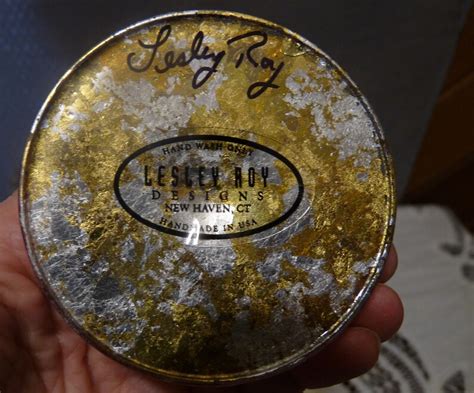 Lesley Roy
HAND WASH ONLY
LESLEY ROY
DESIGNS
NEW HAVEN, CT
HANDMADE IN USA